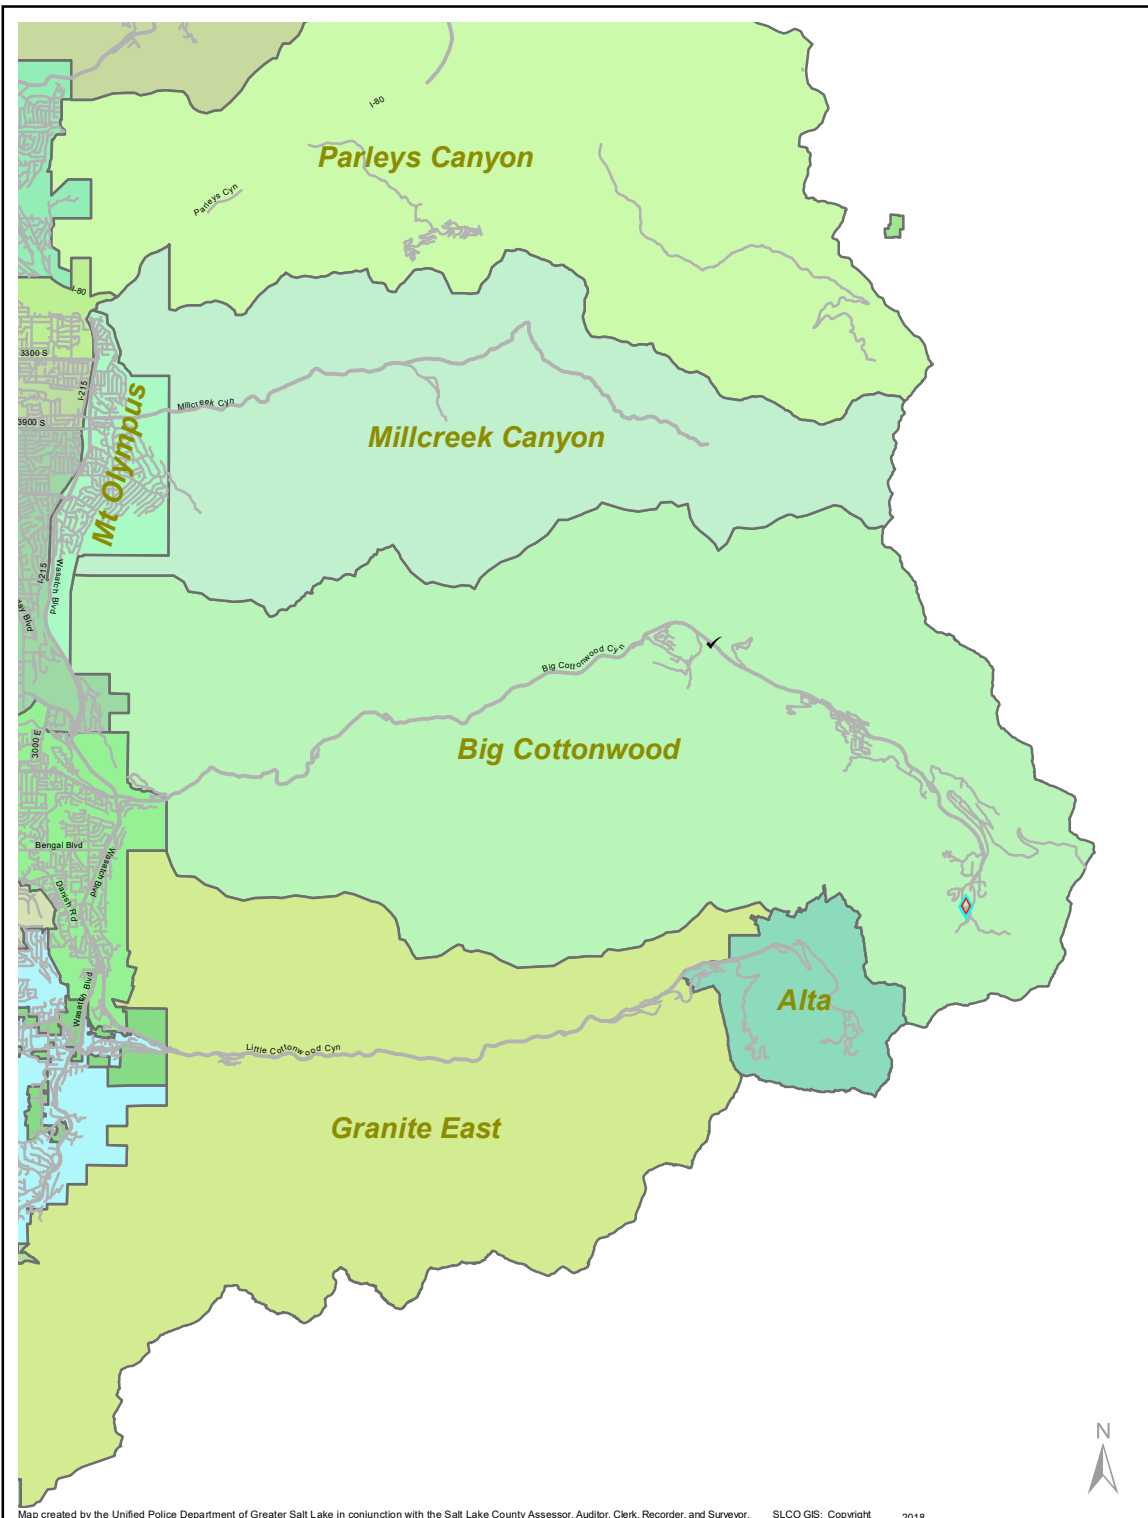 I-80
Parleys Canyon
Parleys Cyn
I-80
3300 S
I-215
Millcreek Cyn
3900 S
Mt Olympus
Millcreek Canyon
I-215
Wasatch Blvd
ay Blvd
Big Cottonwood Cyn
3000 E
Big Cottonwood
Bengal Blvd
Wasatch Blvd
Danish Rd
Wasatch Blvd
Alta
Little Cottonwood Cyn
Granite East
N
Map created by the Unified Police Department of Greater Salt Lake in conjunction with the Salt Lake County Assessor, Auditor, Clerk, Recorder, and Surveyor. SLCO GIS: Copyright 2018